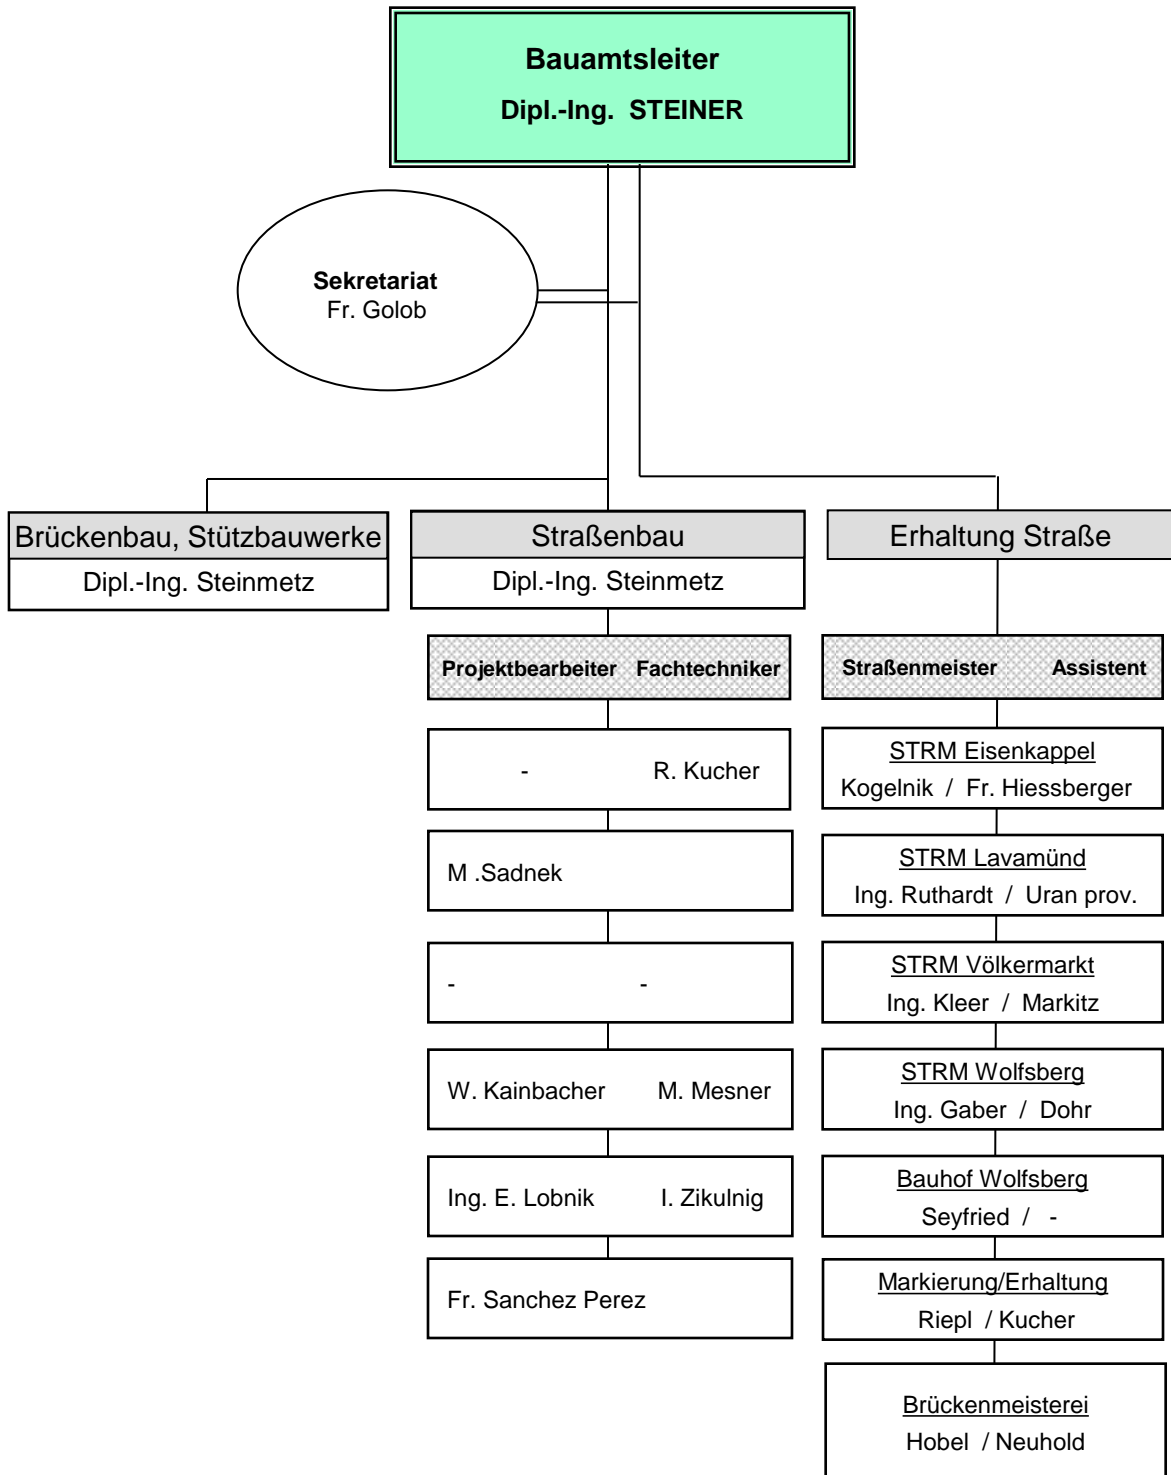 Bauamtsleiter
Dipl.-Ing. STEINER
Sekretariat
Fr. Golob
Brückenbau, Stützbauwerke
Dipl.-Ing. Steinmetz
Straßenbau
Dipl.-Ing. Steinmetz
Projektbearbeiter Fachtechniker
- R. Kucher
M .Sadnek
- -
W. Kainbacher M. Mesner
Ing. E. Lobnik I. Zikulnig
Fr. Sanchez Perez
Erhaltung Straße
Straßenmeister Assistent
STRM Eisenkappel
Kogelnik / Fr. Hiessberger
STRM Lavamünd
Ing. Ruthardt / Uran prov.
STRM Völkermarkt
Ing. Kleer / Markitz
STRM Wolfsberg
Ing. Gaber / Dohr
Bauhof Wolfsberg
Seyfried / -
Markierung/Erhaltung
Riepl / Kucher
Brückenmeisterei
Hobel / Neuhold